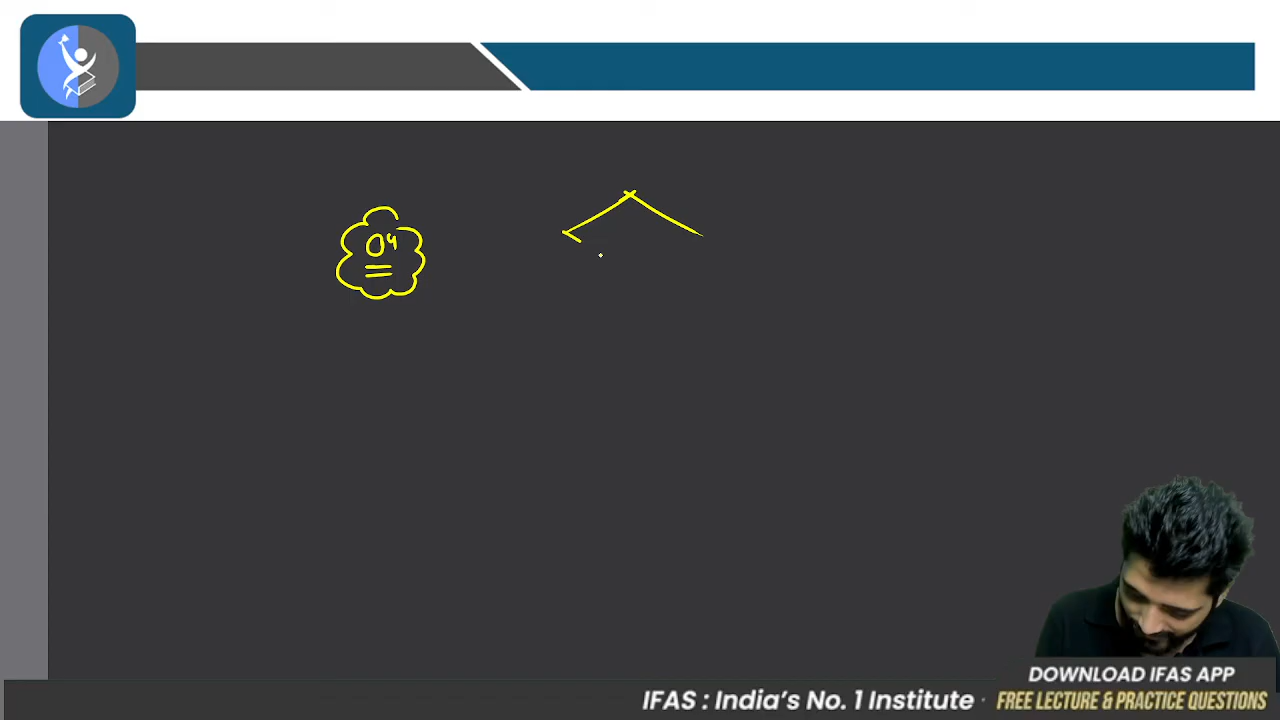 04
DOWNLOAD IFAS APP
IFAS : India's No. 1 Institute · FREE LECTURE & PRACTICE QUESTIONS